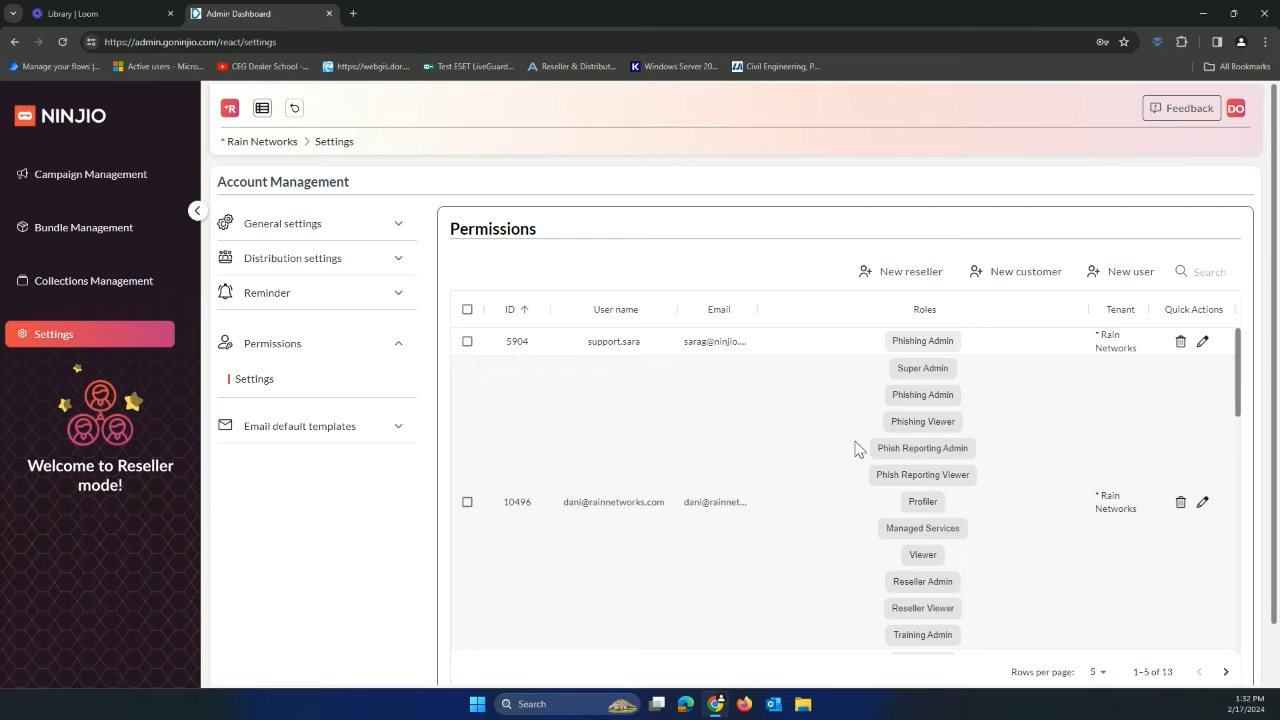 Library | Loom
Admin Dashboard
https://admin.goninjio.com/react/settings
Manage your flows |...
Active users - Micro...
CEG Dealer School -...
https://webgis.dor....
Test ESET LiveGuard...
Reseller & Distribut...
Windows Server 20...
Civil Engineering, P...
All Bookmarks
NINJIO
Campaign Management
Bundle Management
Collections Management
Settings
Welcome to Reseller
mode!
*R
Feedback
DO
* Rain Networks > Settings
Account Management
General settings
Distribution settings
Reminder
Permissions
Settings
Email default templates
Permissions
New reseller
New customer
New user
Search
ID
User name
Email
Roles
Tenant
Quick Actions
5904
support.sara
sarag@ninjio....
Phishing Admin
* Rain
Networks
Super Admin
Phishing Admin
Phishing Viewer
Phish Reporting Admin
Phish Reporting Viewer
10496
dani@rainnetworks.com
dani@rainnet...
Profiler
* Rain
Networks
Managed Services
Viewer
Reseller Admin
Reseller Viewer
Training Admin
Rows per page: 5
1–5 of 13
Search
1:32 PM
2/17/2024